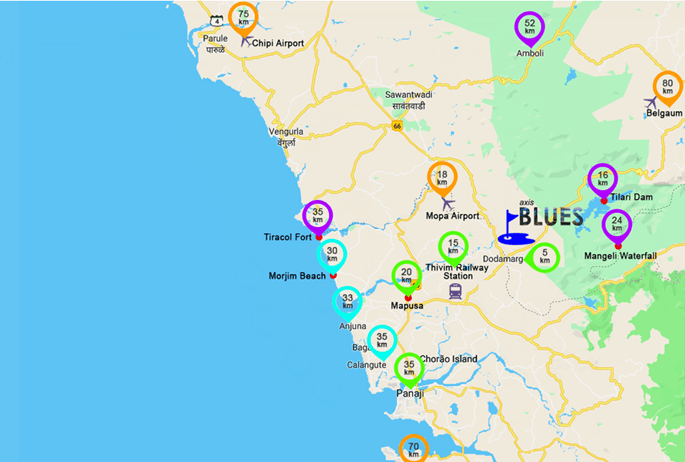 75
km
4
Parule
पारुळे
Chipi Airport
52
km
Amboli
80
km
Belgaum
Sawantwadi
सावंतवाडी
66
Vengurla
वेंगुर्ला
18
km
Mopa Airport
16
km
Tilari Dam
axis
BLUES
35
km
Tiracol Fort
24
km
Mangeli Waterfall
30
km
Morjim Beach
15
km
Thivim Railway
Station
Dodamarg
5
km
20
km
Mapusa
33
km
Anjuna
35
km
Baga
Calangute
Chorão Island
35
km
Panaji
70
km